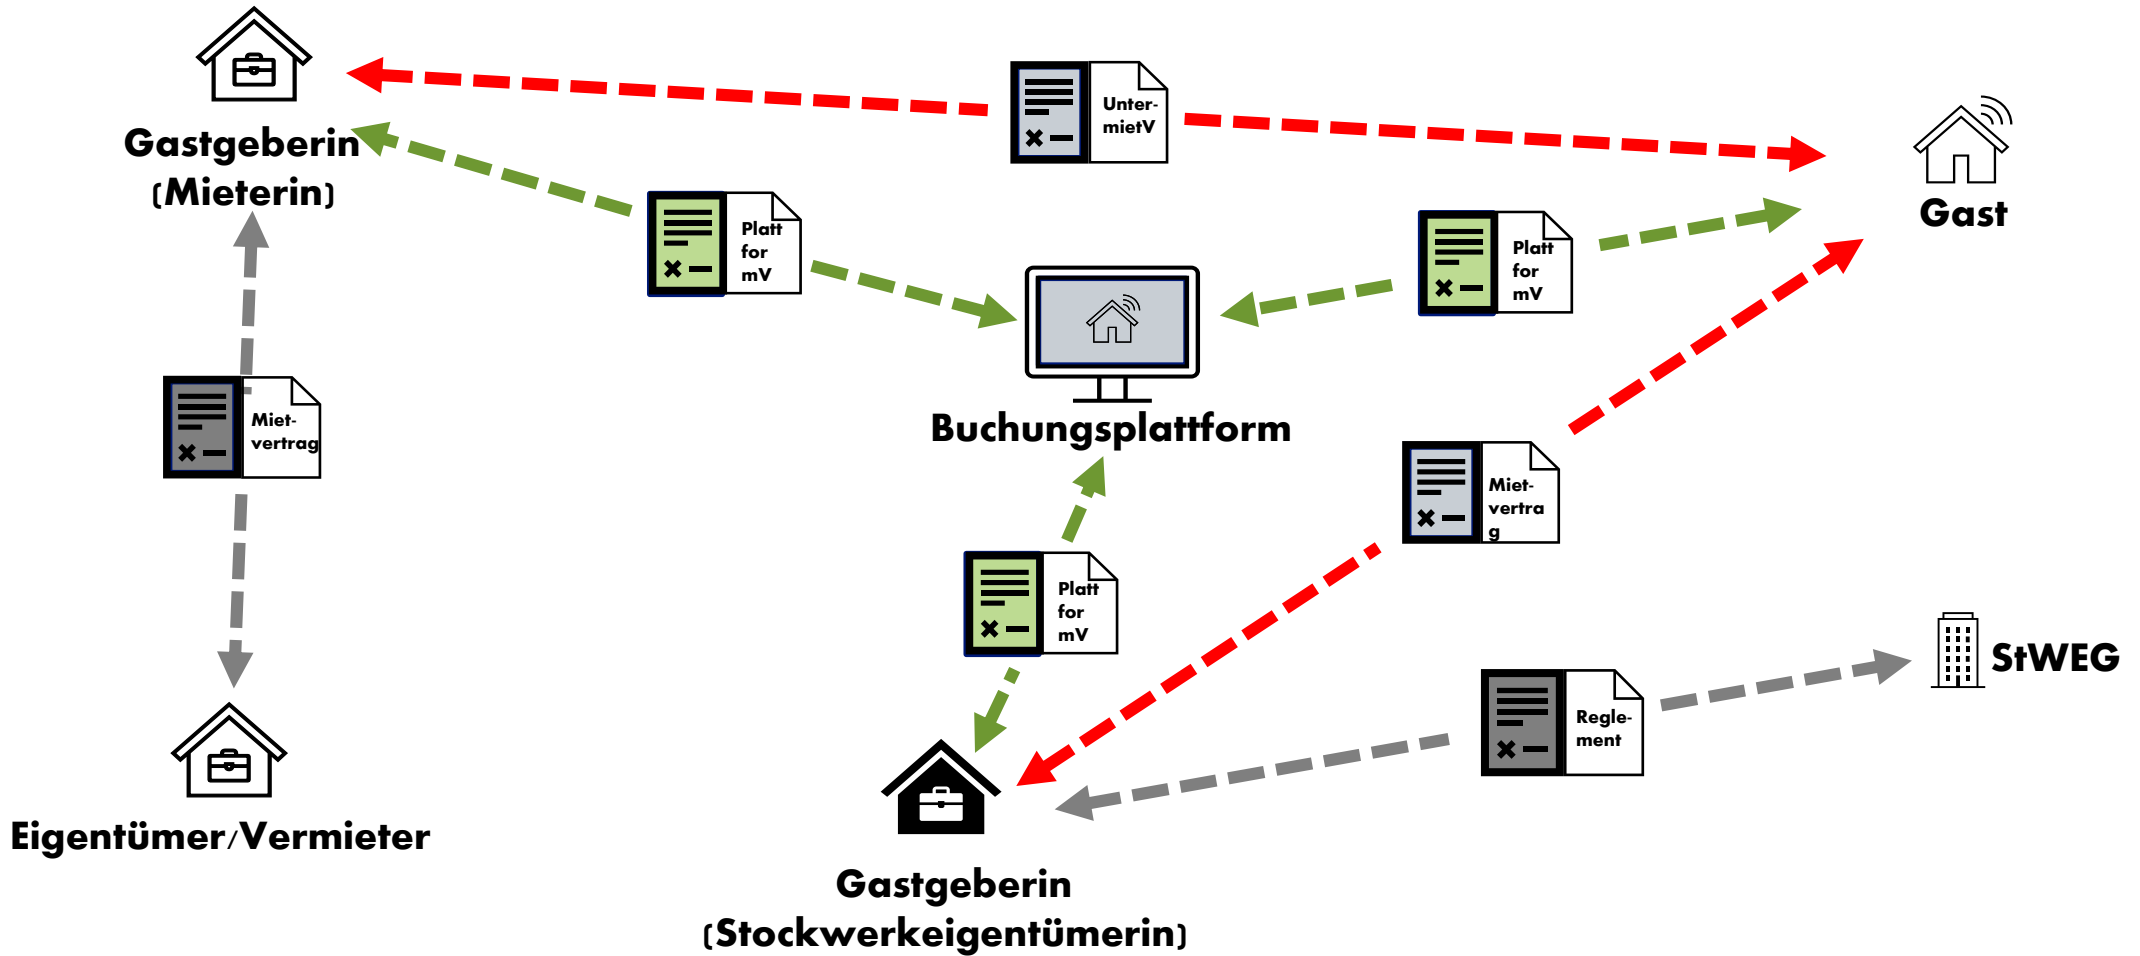 Unter-
mietV
Gastgeberin
(Mieterin)
Platt
for
mV
Platt
for
mV
Gast
Miet-
vertrag
Buchungsplattform
Miet-
vertra
g
Platt
for
mV
StWEG
Regle-
ment
Eigentümer/Vermieter
Gastgeberin
(Stockwerkeigentümerin)